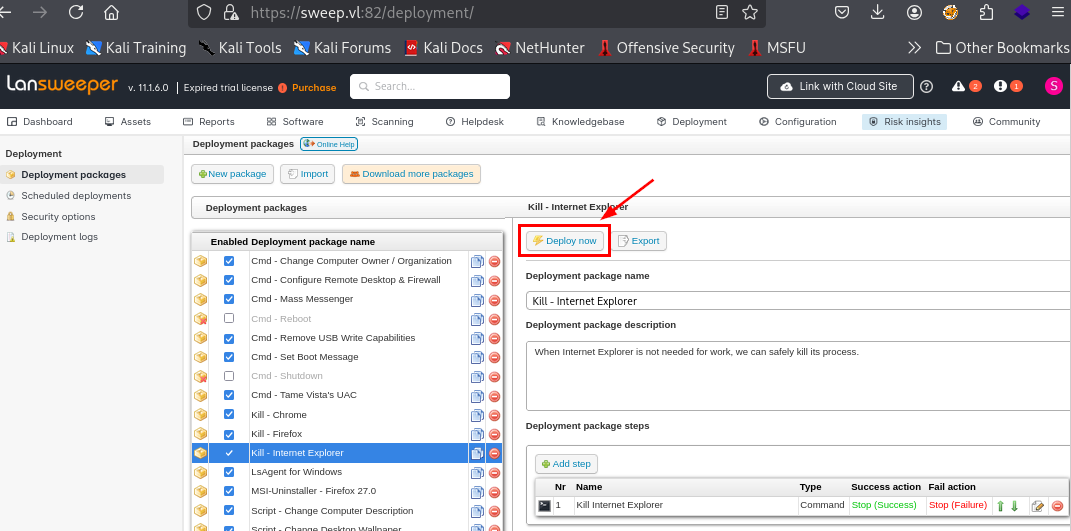 https://sweep.vl:82/deployment/
Kali Linux Kali Training Kali Tools Kali Forums Kali Docs NetHunter Offensive Security MSFU Other Bookmarks
lansweeper v. 11.1.6.0 | Expired trial license ! Purchase Search... Link with Cloud Site ? 2 1 S
Dashboard Assets Reports Software Scanning Helpdesk Knowledgebase Deployment Configuration Risk insights Community
Deployment
Deployment packages
Scheduled deployments
Security options
Deployment logs
Deployment packages Online Help
New package Import Download more packages
Deployment packages
Enabled Deployment package name
Cmd - Change Computer Owner / Organization
Cmd - Configure Remote Desktop & Firewall
Cmd - Mass Messenger
Cmd - Reboot
Cmd - Remove USB Write Capabilities
Cmd - Set Boot Message
Cmd - Shutdown
Cmd - Tame Vista's UAC
Kill - Chrome
Kill - Firefox
Kill - Internet Explorer
LsAgent for Windows
MSI-Uninstaller - Firefox 27.0
Script - Change Computer Description
Script - Change Desktop Wallpaper
Kill - Internet Explorer
Deploy now Export
Deployment package name
Kill - Internet Explorer
Deployment package description
When Internet Explorer is not needed for work, we can safely kill its process.
Deployment package steps
Add step
Nr Name Type Success action Fail action
1 Kill Internet Explorer Command Stop (Success) Stop (Failure)